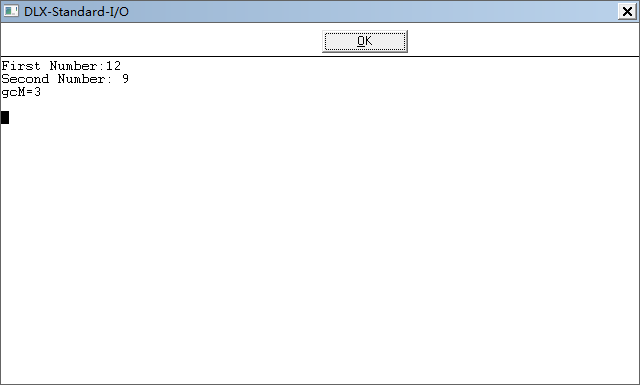 DLX-Standard-I/O
OK
First Number:12
Second Number: 9
gcM=3